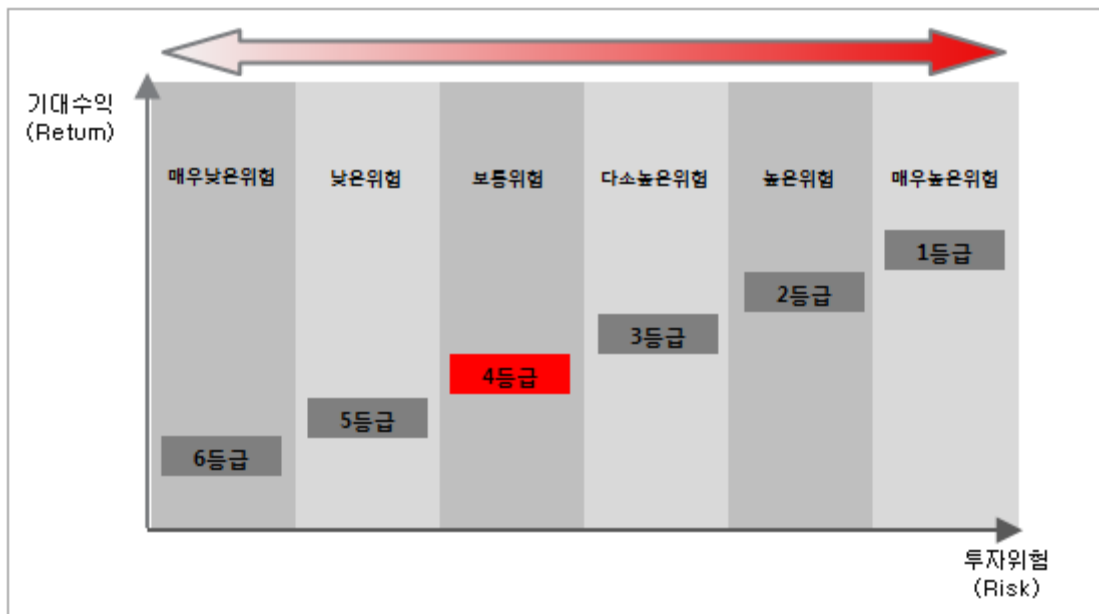 기대수익
(Retum)
매우낮은위험 낮은위험 보통위험 다소높은위험 높은위험 매우높은위험
1등급
2등급
3등급
4등급
5등급
6등급
투자위험
(Risk)